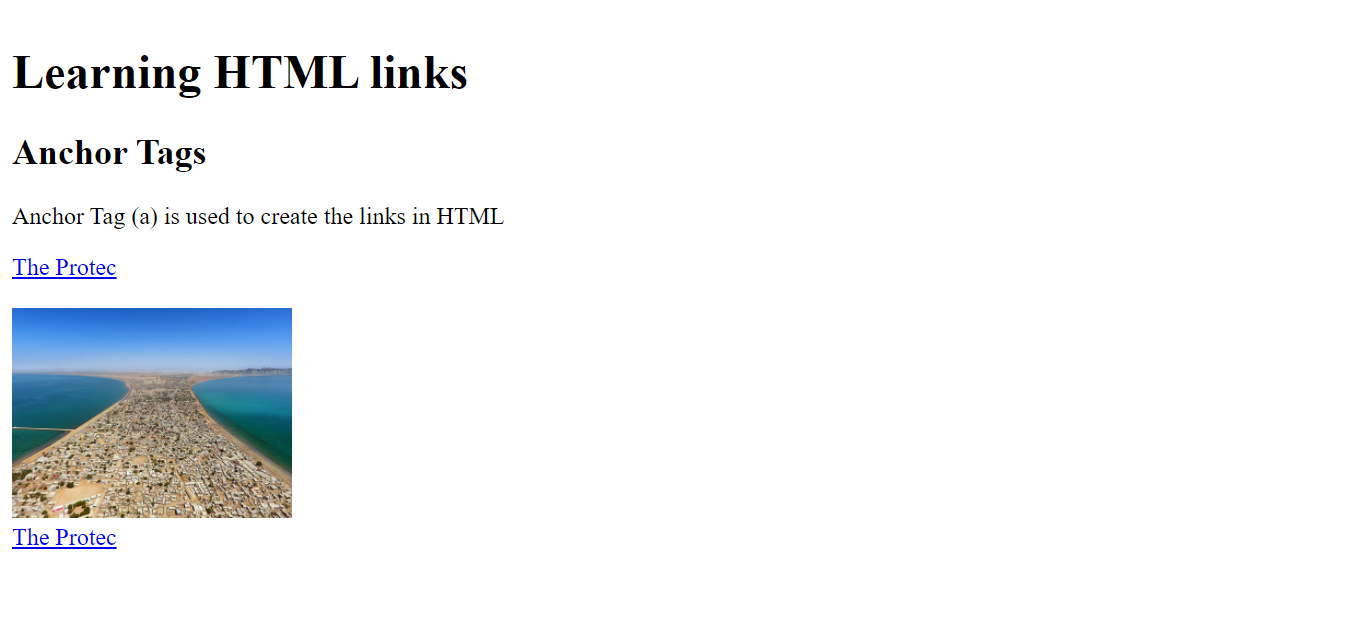 Learning HTML links
Anchor Tags
Anchor Tag (a) is used to create the links in HTML
The Protec
The Protec